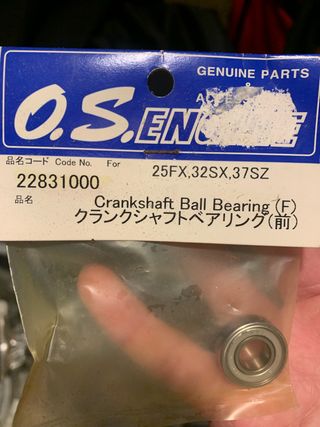 GENUINE PARTS
O.S.ENGINE
品名コード Code No. For
25FX,32SX,37SZ
22831000
品名
Crankshaft Ball Bearing (F)
クランクシャフトベアリング(前)